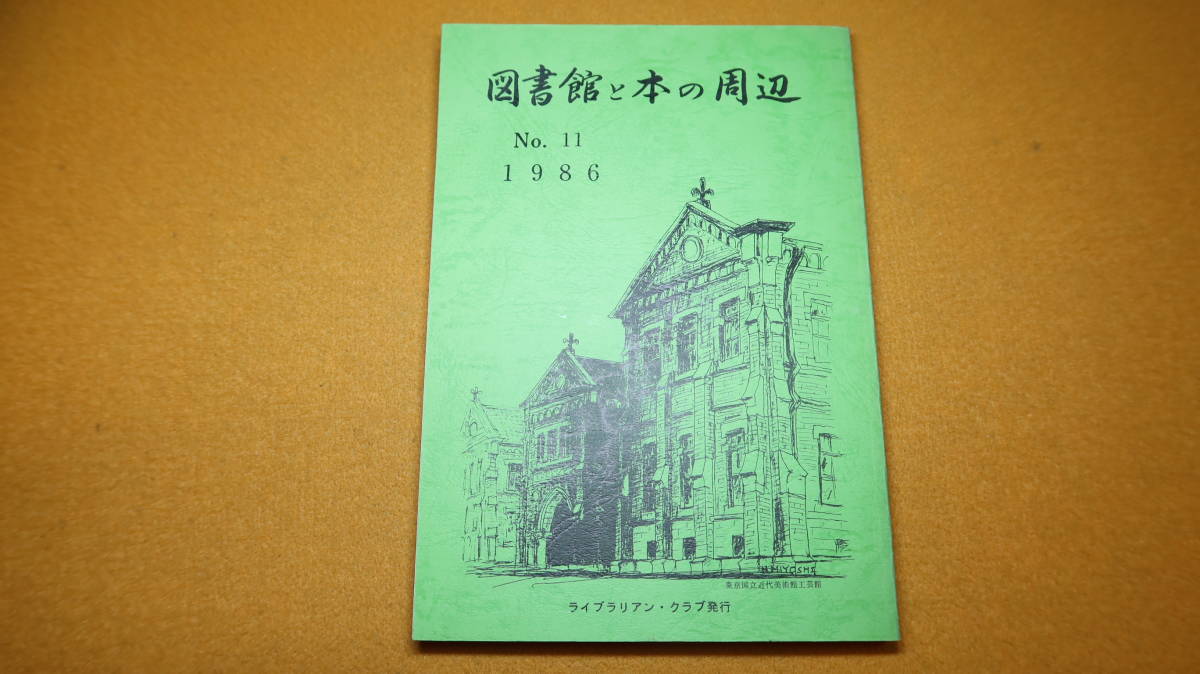 図書館と本の周辺
No. 11
1986
H.MIYOSHI
東京国立近代美術館工芸館
ライブラリアン・クラブ発行